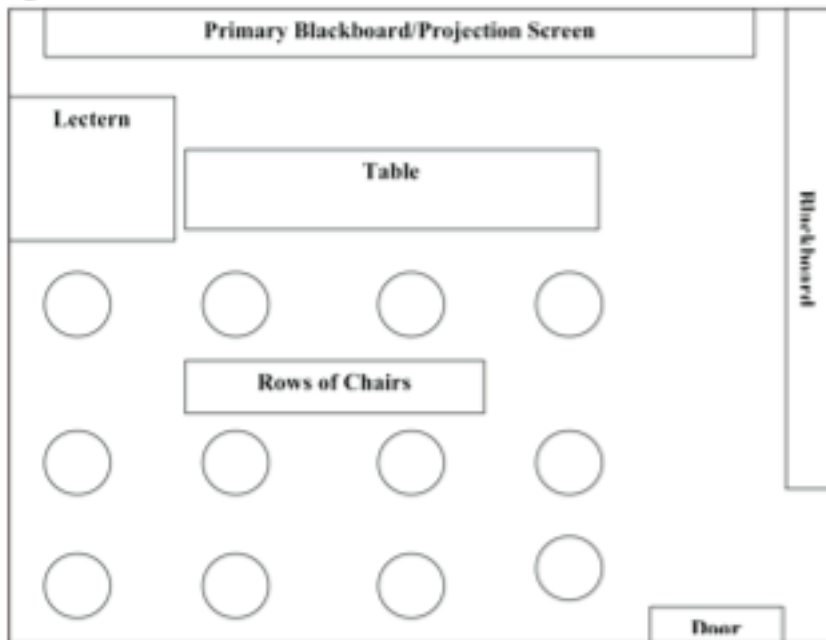 Primary Blackboard/Projection Screen
Lectern
Table
Blackboard
Rows of Chairs
Door